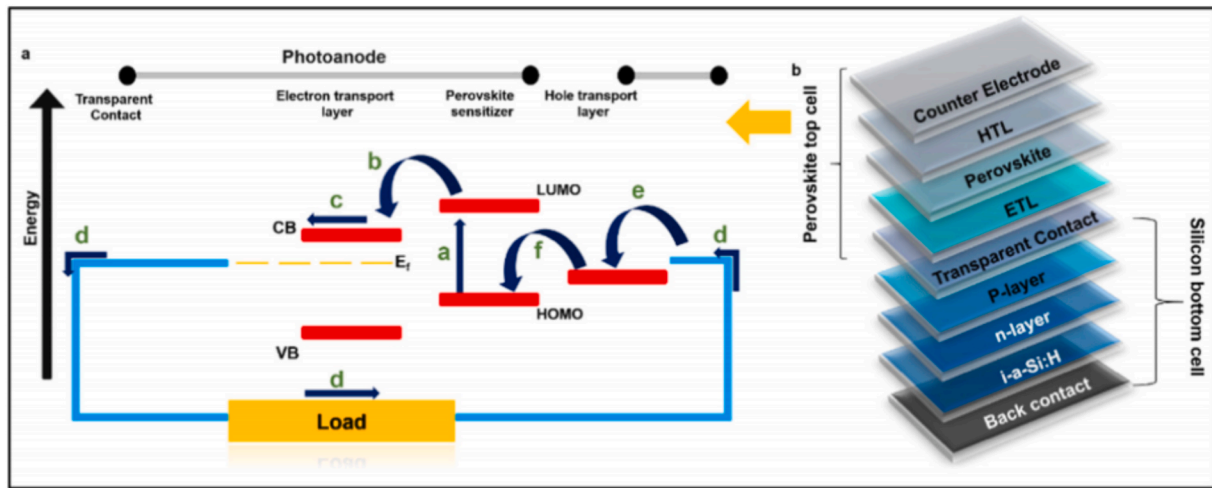 a
Photoanode
Transparent
Contact
Electron transport
layer
Perovskite
sensitizer
Hole transport
layer
Energy
b
LUMO
e
c
CB
d
d
a
f
Ef
HOMO
VB
d
Load
b
Perovskite top cell
Counter Electrode
HTL
Perovskite
ETL
Transparent Contact
P-layer
n-layer
i-a-Si:H
Back contact
Silicon bottom cell